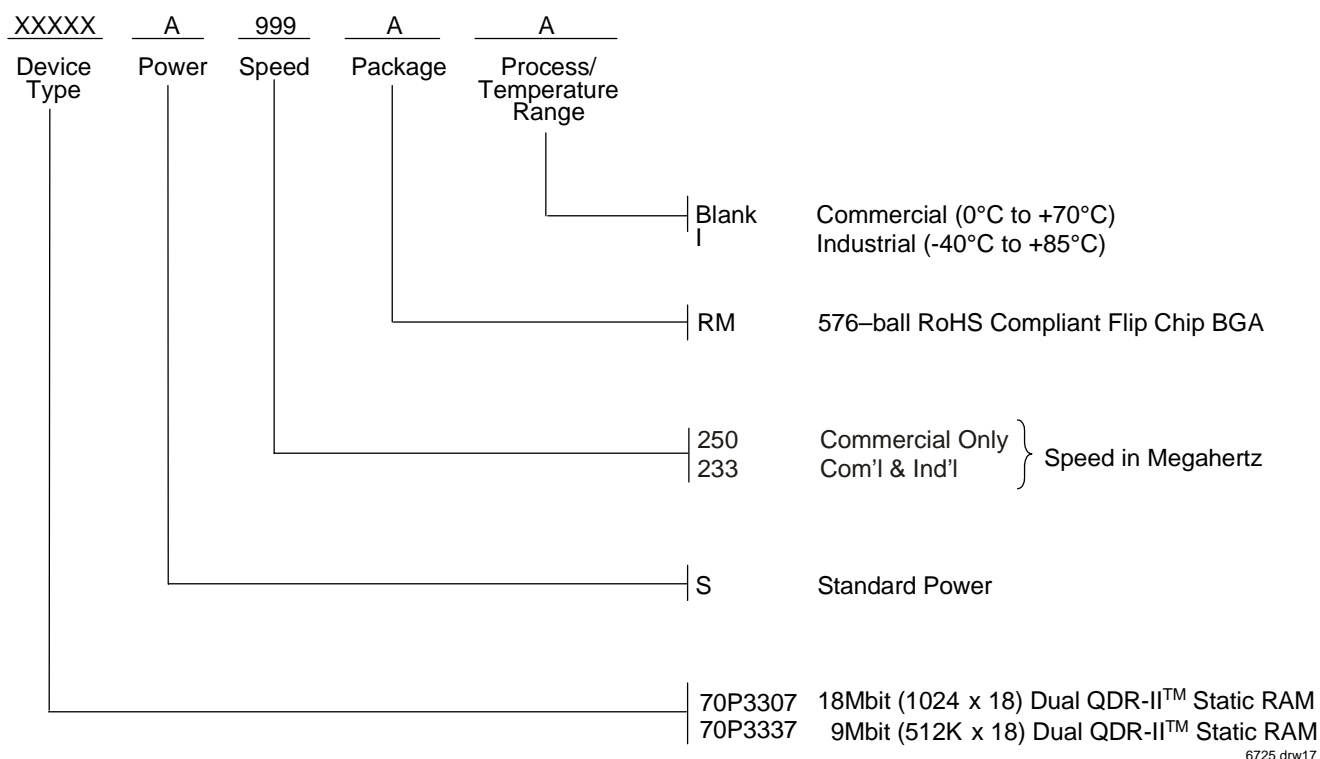 XXXXX A 999 A A
Device Type Power Speed Package Process/ Temperature Range
Blank Commercial (0°C to +70°C)
I Industrial (-40°C to +85°C)
RM 576–ball RoHS Compliant Flip Chip BGA
250 Commercial Only
233 Com’l & Ind’l
Speed in Megahertz
S Standard Power
70P3307 18Mbit (1024 x 18) Dual QDR-II™ Static RAM
70P3337 9Mbit (512K x 18) Dual QDR-II™ Static RAM
6725 drw17